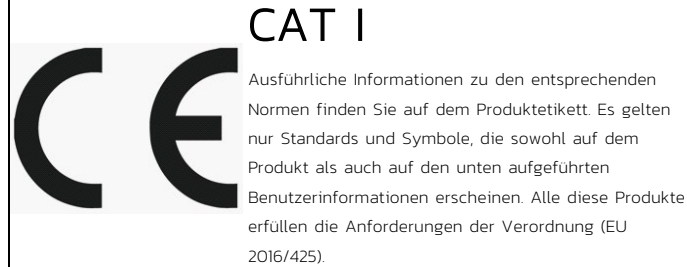 CAT I
CE
Ausführliche Informationen zu den entsprechenden
Normen finden Sie auf dem Produktetikett. Es gelten
nur Standards und Symbole, die sowohl auf dem
Produkt als auch auf den unten aufgeführten
Benutzerinformationen erscheinen. Alle diese Produkte
erfüllen die Anforderungen der Verordnung (EU
2016/425).